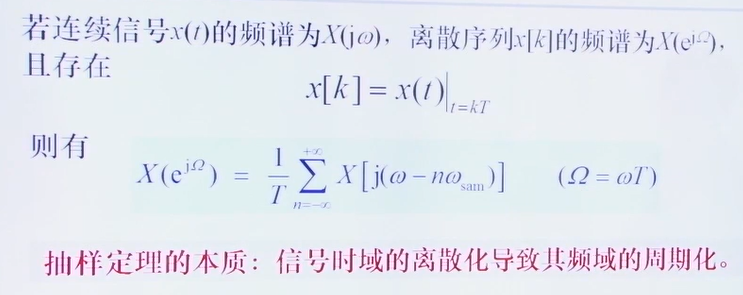 若连续信号x(t)的频谱为X(jω)，离散序列x[k]的频谱为X(e^{jΩ})，
且存在
x[k] = x(t)|_{t=kT}
则有
X(e^{jΩ}) = \frac{1}{T} \sum_{n=-∞}^{+∞} X[j(ω − nω_{sam})] (Ω = ωT)
抽样定理的本质：信号时域的离散化导致其频域的周期化。